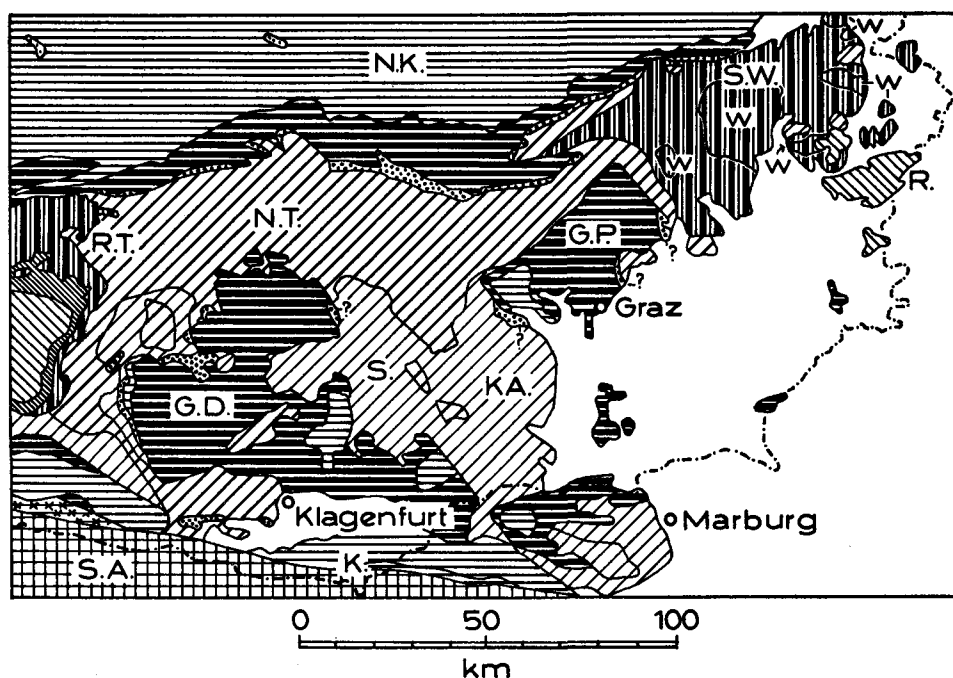 N.K.
W
S.W.
W
W
W
W
R.
R.T.
N.T.
G.P.
?
?
Graz
?
?
S.
KA.
G.D.
Klagenfurt
Marburg
K.
S.A.
0 50 100
km